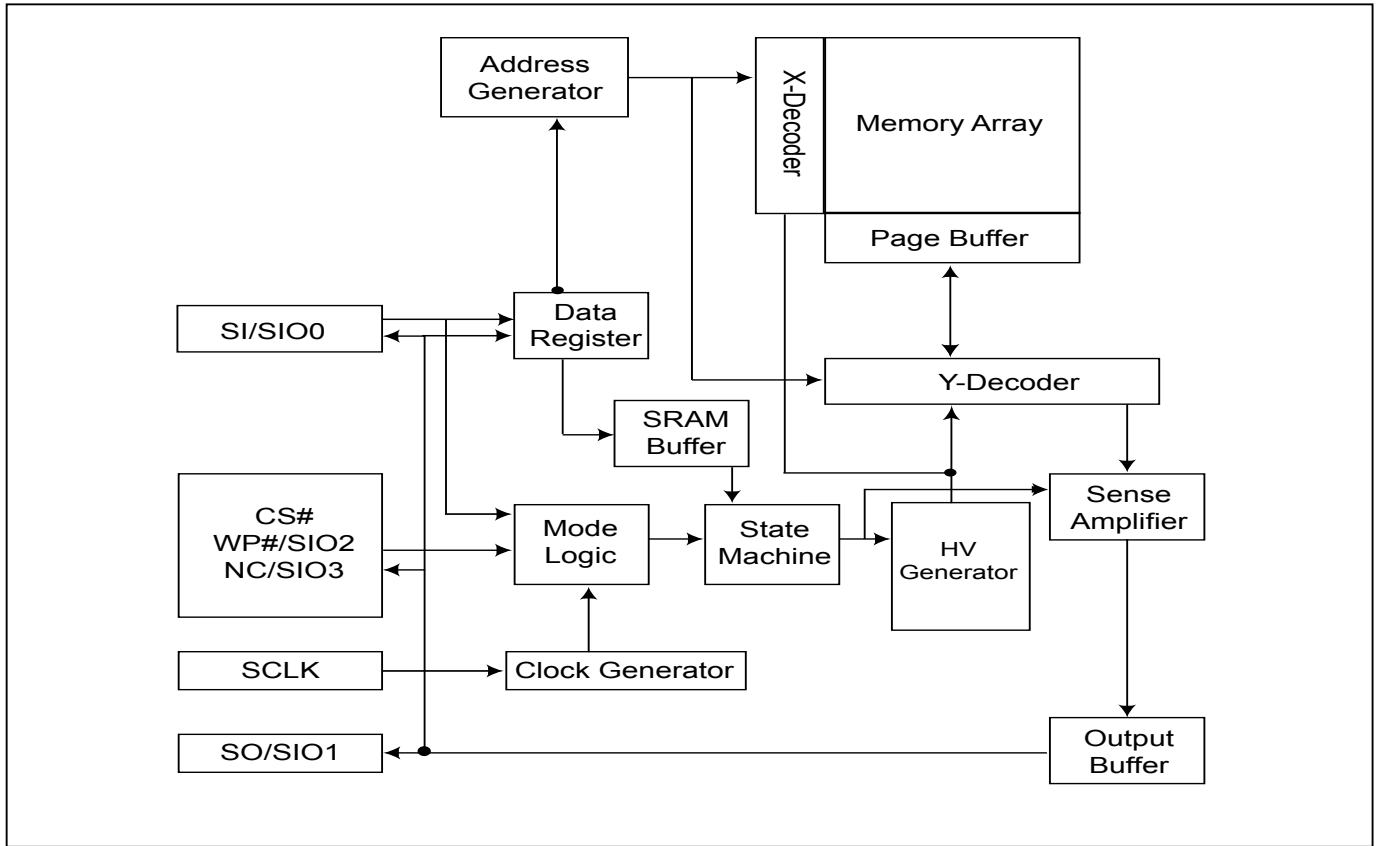 Address
Generator
X-Decoder
Memory Array
Page Buffer
SI/SIO0
Data
Register
Y-Decoder
SRAM
Buffer
CS#
WP#/SIO2
NC/SIO3
Mode
Logic
State
Machine
HV
Generator
Sense
Amplifier
SCLK
Clock Generator
SO/SIO1
Output
Buffer